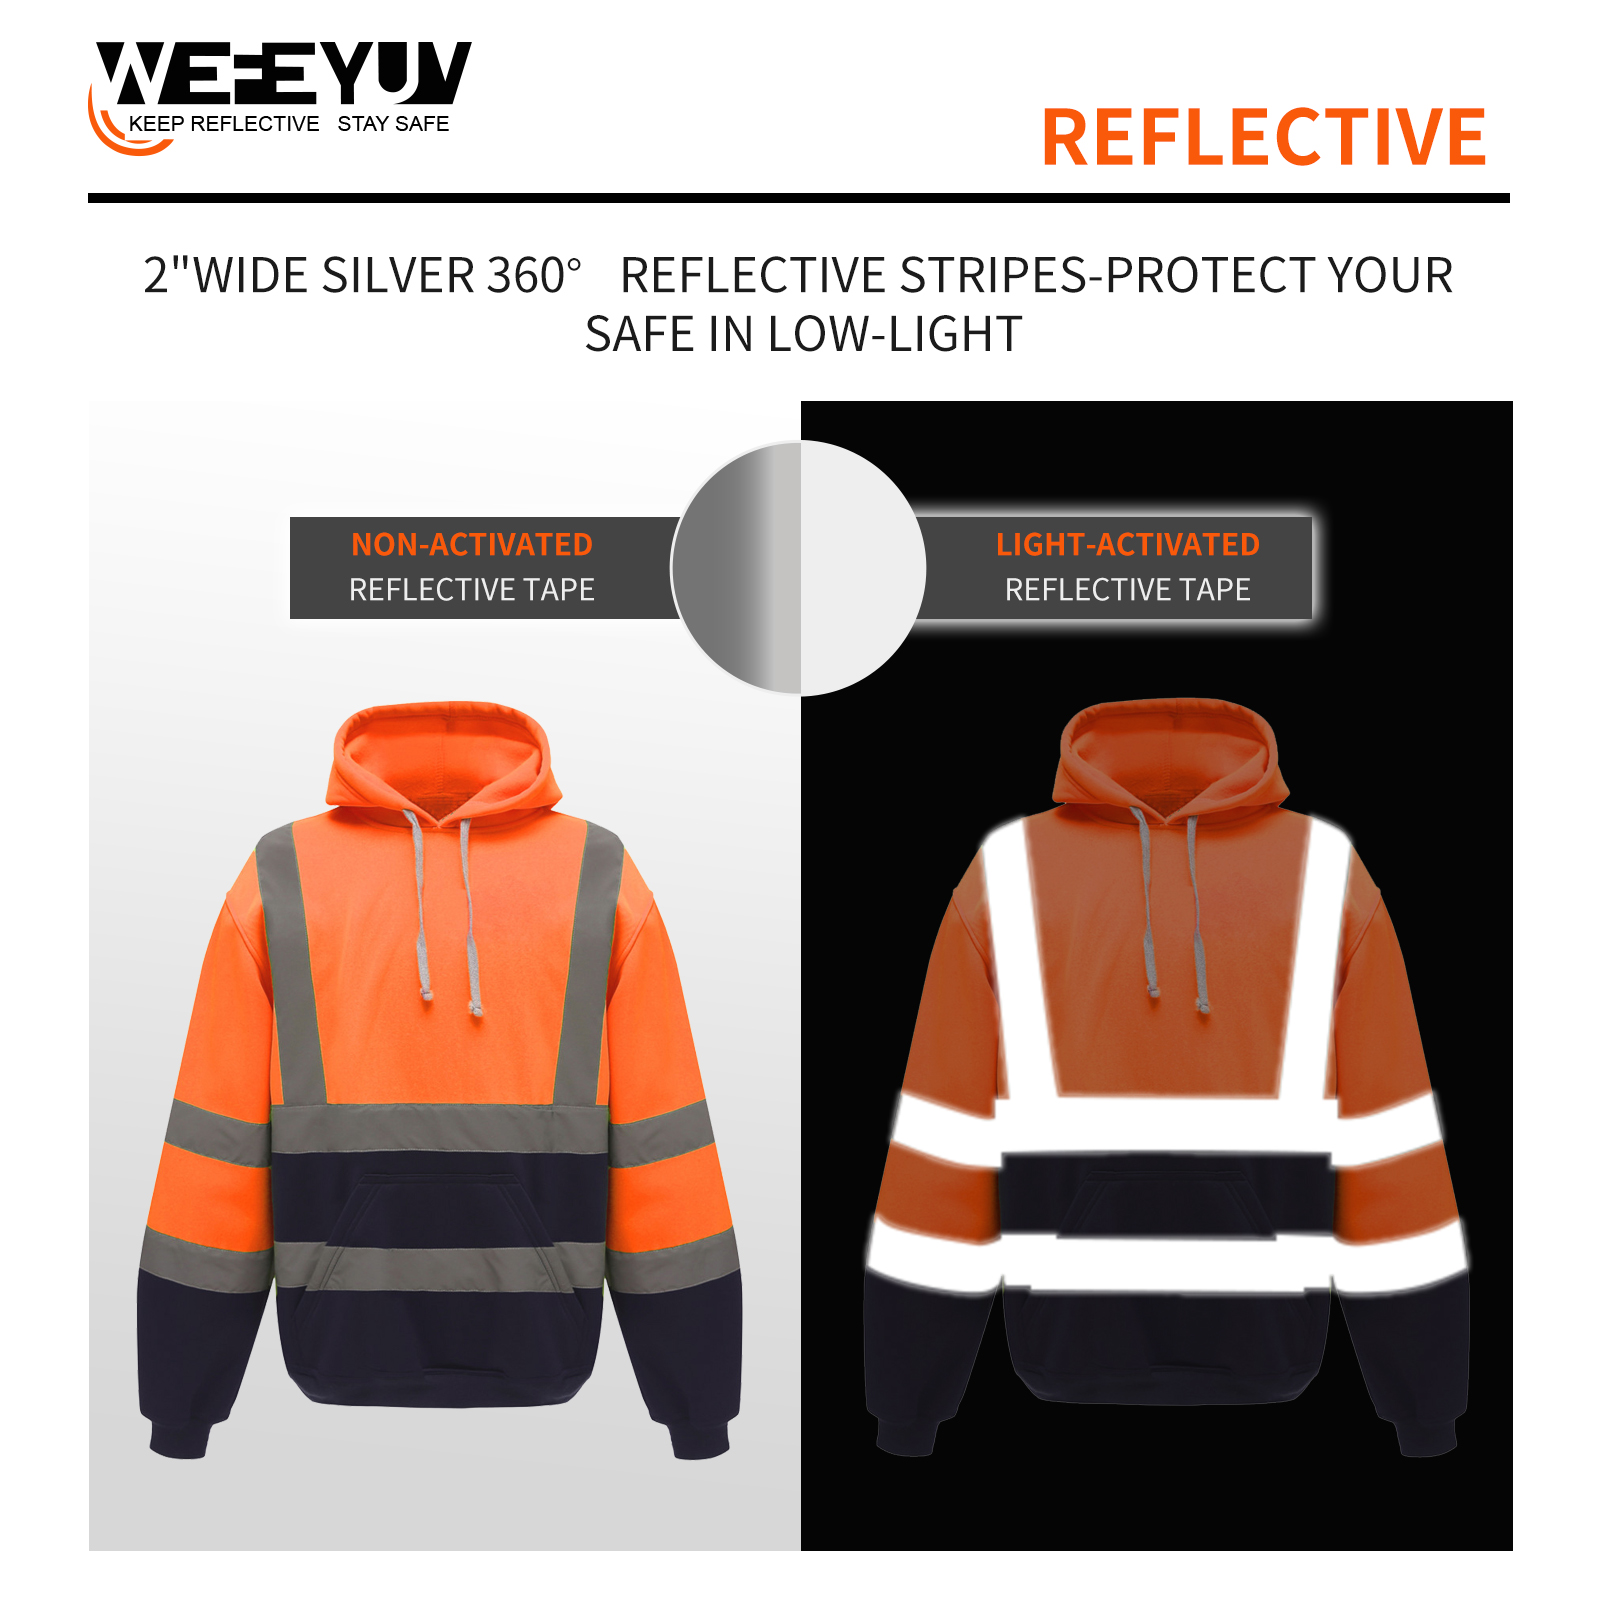 WEFEYUV
KEEP REFLECTIVE STAY SAFE
REFLECTIVE
2"WIDE SILVER 360° REFLECTIVE STRIPES-PROTECT YOUR
SAFE IN LOW-LIGHT
NON-ACTIVATED
REFLECTIVE TAPE
LIGHT-ACTIVATED
REFLECTIVE TAPE